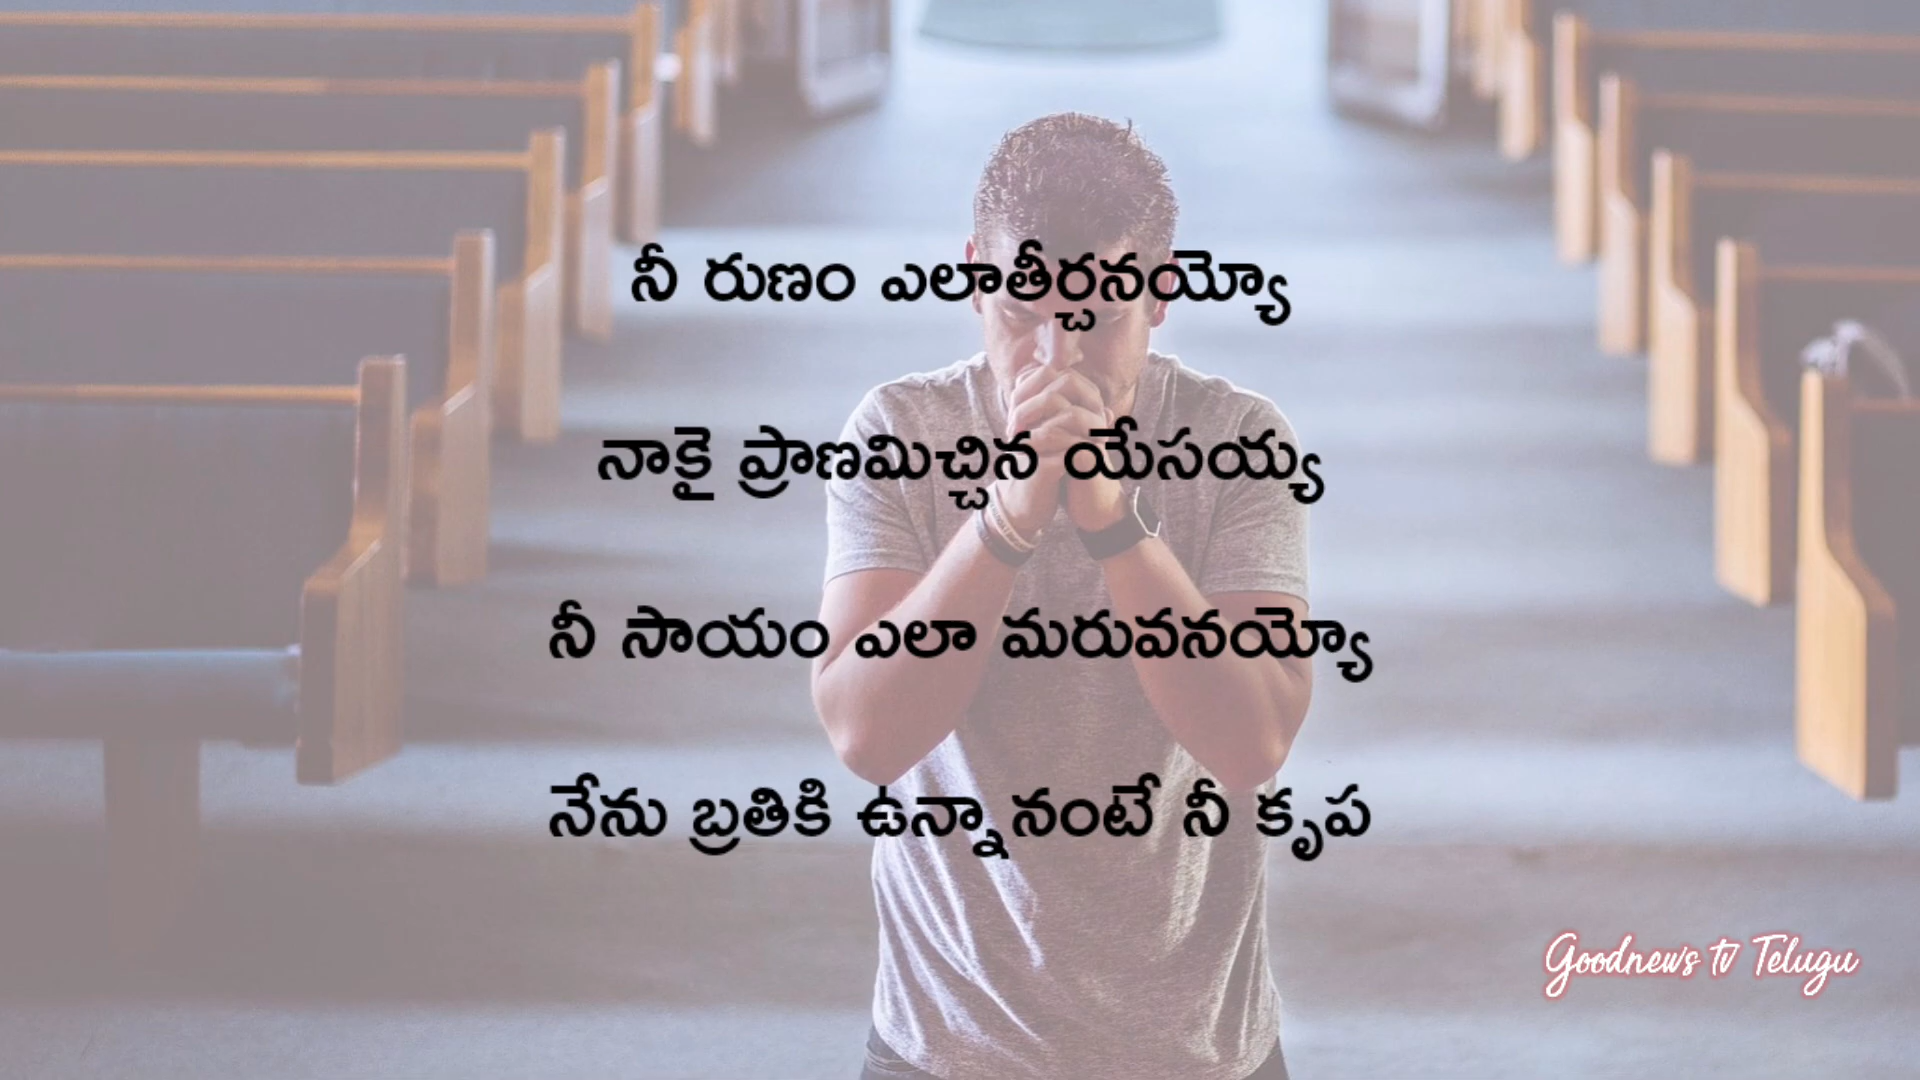 నీ రుణం ఎలాతీర్చనయ్యో
నాకై ప్రాణమిచ్చిన యేసయ్య
నీ సాయం ఎలా మరువనయ్యో
నేను బ్రతికి ఉన్నానంటే నీ కృప
Goodnews tv Telugu